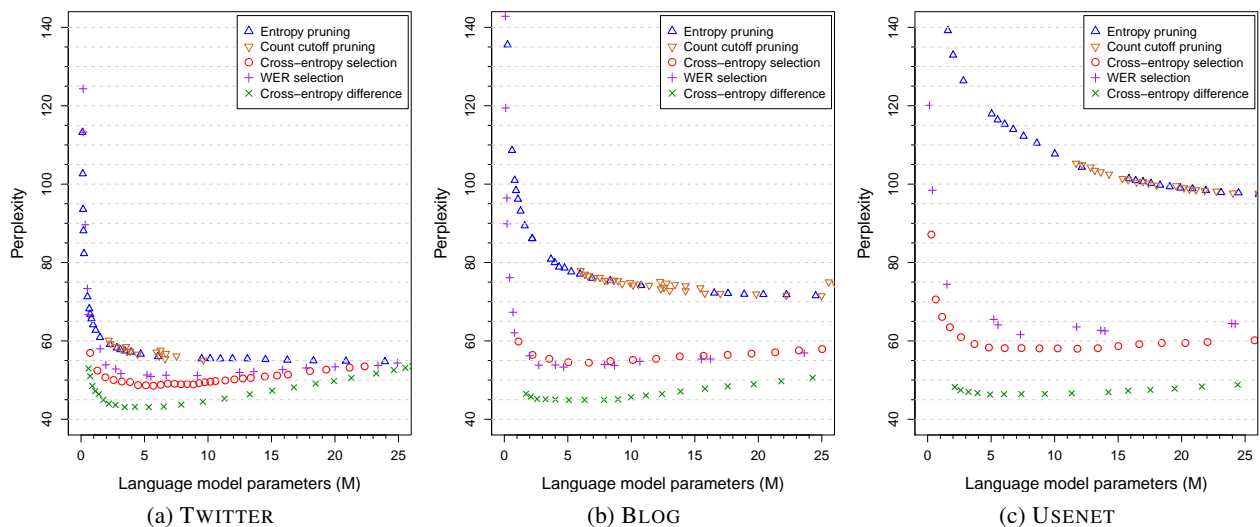 Entropy pruning
Count cutoff pruning
Cross−entropy selection
WER selection
Cross−entropy difference
140
120
100
80
60
40
Perplexity
0 5 10 15 20 25
Language model parameters (M)
(a) TWITTER
Entropy pruning
Count cutoff pruning
Cross−entropy selection
WER selection
Cross−entropy difference
140
120
100
80
60
40
Perplexity
0 5 10 15 20 25
Language model parameters (M)
(b) BLOG
Entropy pruning
Count cutoff pruning
Cross−entropy selection
WER selection
Cross−entropy difference
140
120
100
80
60
40
Perplexity
0 5 10 15 20 25
Language model parameters (M)
(c) USENET